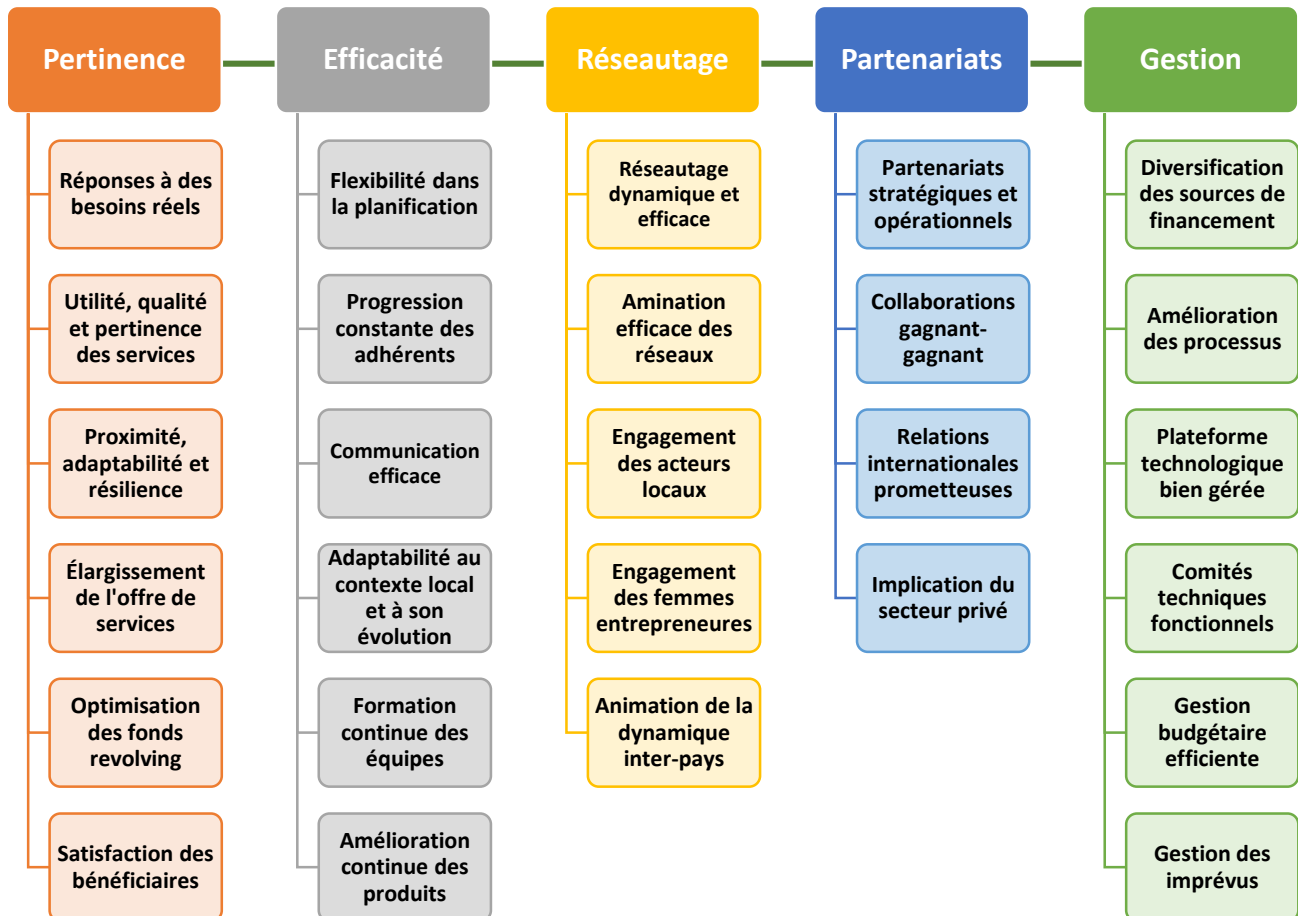 Pertinence
Réponses à des
besoins réels
Utilité, qualité
et pertinence
des services
Proximité,
adaptabilité et
résilience
Élargissement
de l'offre de
services
Optimisation
des fonds
revolving
Satisfaction des
bénéficiaires
Efficacité
Flexibilité dans
la planification
Progression
constante des
adhérents
Communication
efficace
Adaptabilité au
contexte local
et à son
évolution
Formation
continue des
équipes
Amélioration
continue des
produits
Réseautage
Réseautage
dynamique et
efficace
Amination
efficace des
réseaux
Engagement
des acteurs
locaux
Engagement
des femmes
entrepreneures
Animation de la
dynamique
inter-pays
Partenariats
Partenariats
stratégiques et
opérationnels
Collaborations
gagnant-
gagnant
Relations
internationales
prometteuses
Implication du
secteur privé
Gestion
Diversification
des sources de
financement
Amélioration
des processus
Plateforme
technologique
bien gérée
Comités
techniques
fonctionnels
Gestion
budgétaire
efficiente
Gestion des
imprévus